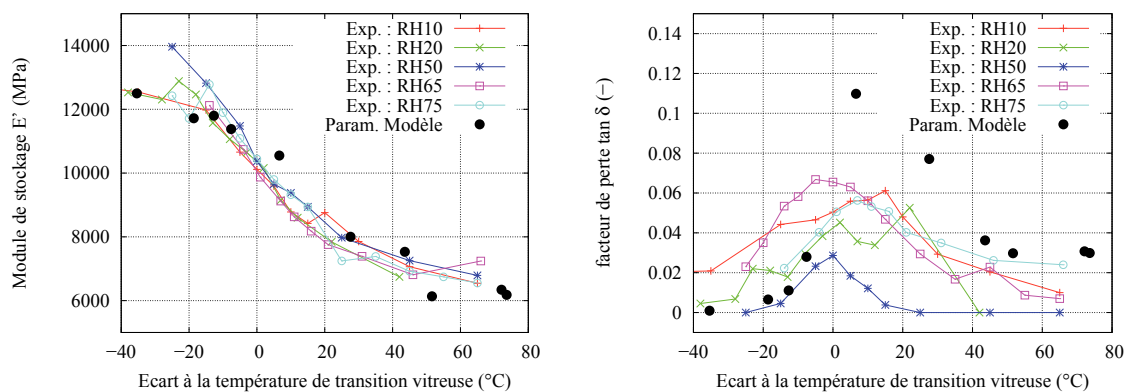 14000
12000
10000
8000
6000
−40
−20
0
20
40
60
80
Module de stockage E’ (MPa)
Ecart à la température de transition vitreuse (°C)
Exp. : RH10
Exp. : RH20
Exp. : RH50
Exp. : RH65
Exp. : RH75
Param. Modèle
0.14
0.12
0.1
0.08
0.06
0.04
0.02
0
−40
−20
0
20
40
60
80
facteur de perte tan δ (−)
Ecart à la température de transition vitreuse (°C)
Exp. : RH10
Exp. : RH20
Exp. : RH50
Exp. : RH65
Exp. : RH75
Param. Modèle